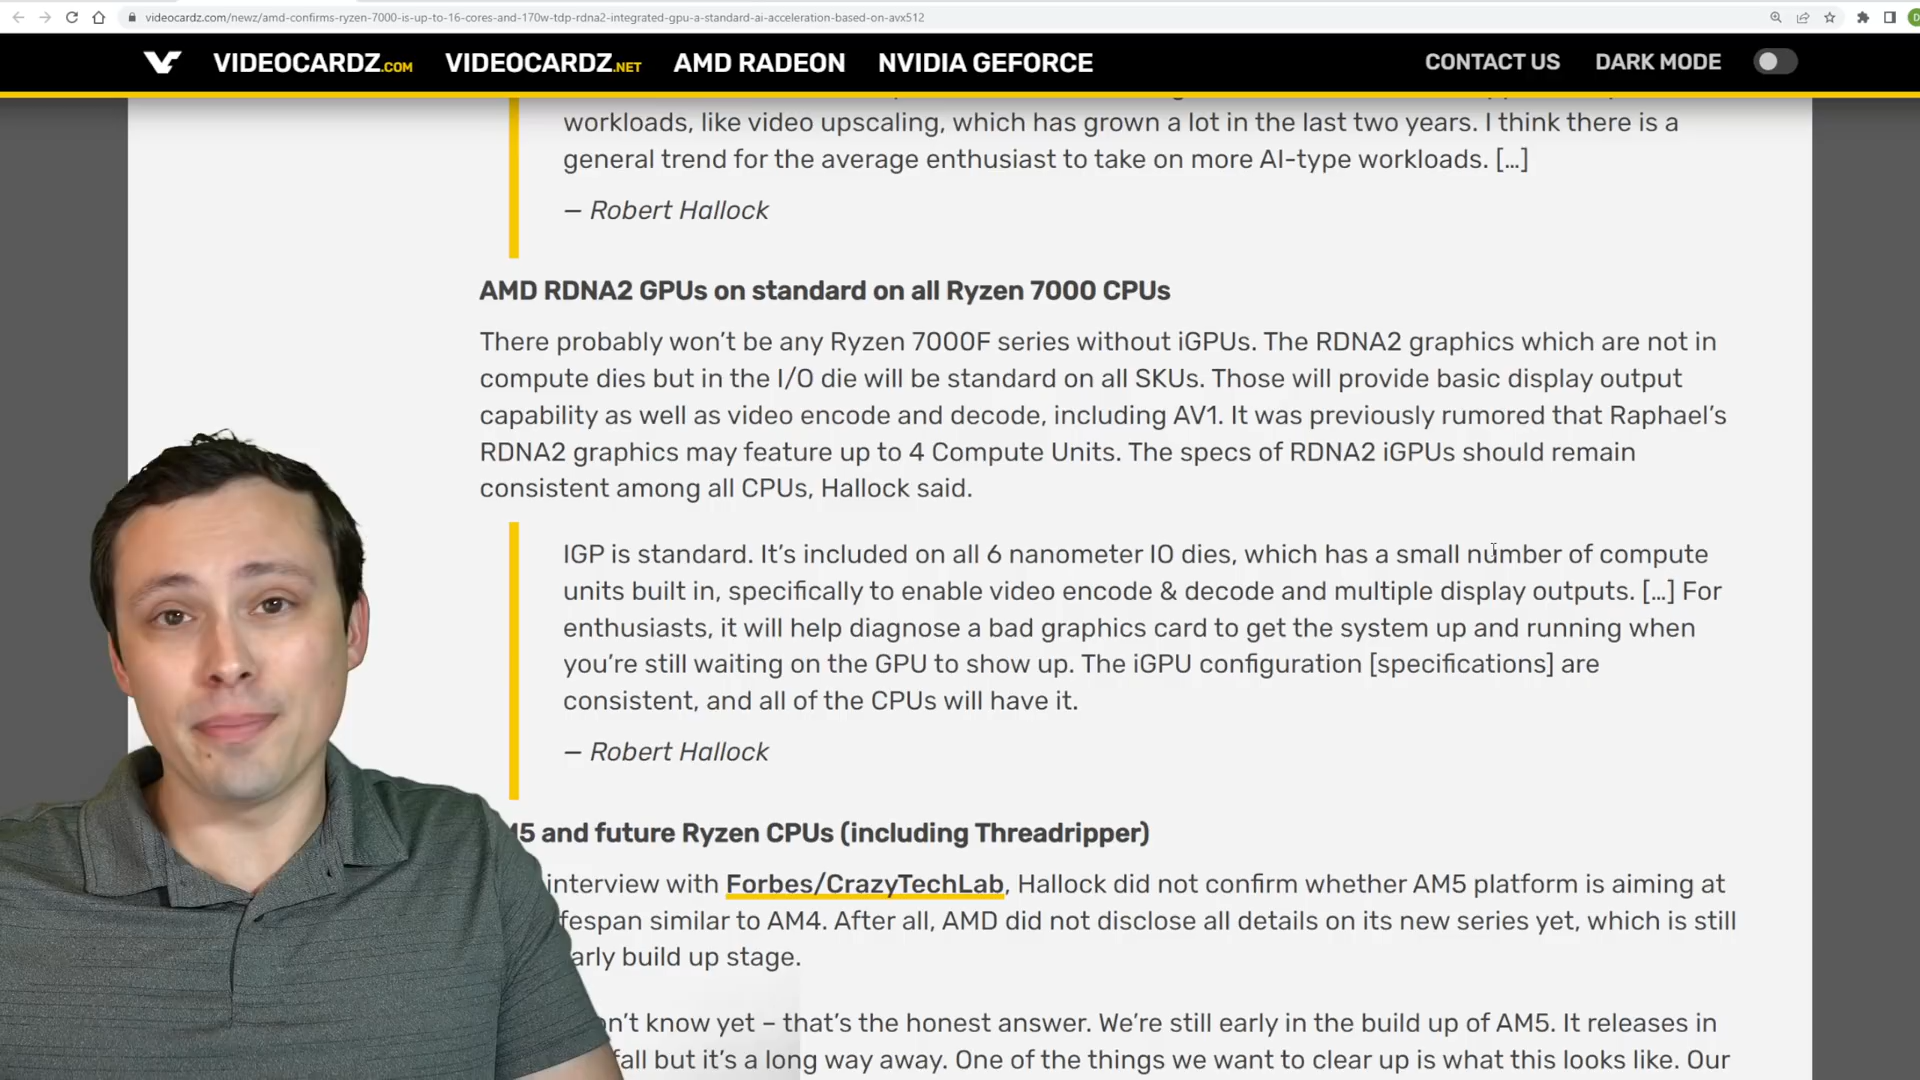 videocardz.com/newz/amd-confirms-ryzen-7000-is-up-to-16-cores-and-170w-tdp-rdna2-integrated-gpu-a-standard-ai-acceleration-based-on-avx512
VIDEOCARDZ.COM VIDEOCARDZ.NET AMD RADEON NVIDIA GEFORCE CONTACT US DARK MODE
workloads, like video upscaling, which has grown a lot in the last two years. I think there is a
general trend for the average enthusiast to take on more AI-type workloads. […]
— Robert Hallock
AMD RDNA2 GPUs on standard on all Ryzen 7000 CPUs
There probably won’t be any Ryzen 7000F series without iGPUs. The RDNA2 graphics which are not in
compute dies but in the I/O die will be standard on all SKUs. Those will provide basic display output
capability as well as video encode and decode, including AV1. It was previously rumored that Raphael’s
RDNA2 graphics may feature up to 4 Compute Units. The specs of RDNA2 iGPUs should remain
consistent among all CPUs, Hallock said.
IGP is standard. It’s included on all 6 nanometer IO dies, which has a small number of compute
units built in, specifically to enable video encode & decode and multiple display outputs. […] For
enthusiasts, it will help diagnose a bad graphics card to get the system up and running when
you’re still waiting on the GPU to show up. The iGPU configuration [specifications] are
consistent, and all of the CPUs will have it.
— Robert Hallock
M5 and future Ryzen CPUs (including Threadripper)
interview with Forbes/CrazyTechLab, Hallock did not confirm whether AM5 platform is aiming at
fespan similar to AM4. After all, AMD did not disclose all details on its new series yet, which is still
arly build up stage.
n’t know yet – that’s the honest answer. We’re still early in the build up of AM5. It releases in
fall but it’s a long way away. One of the things we want to clear up is what this looks like. Our